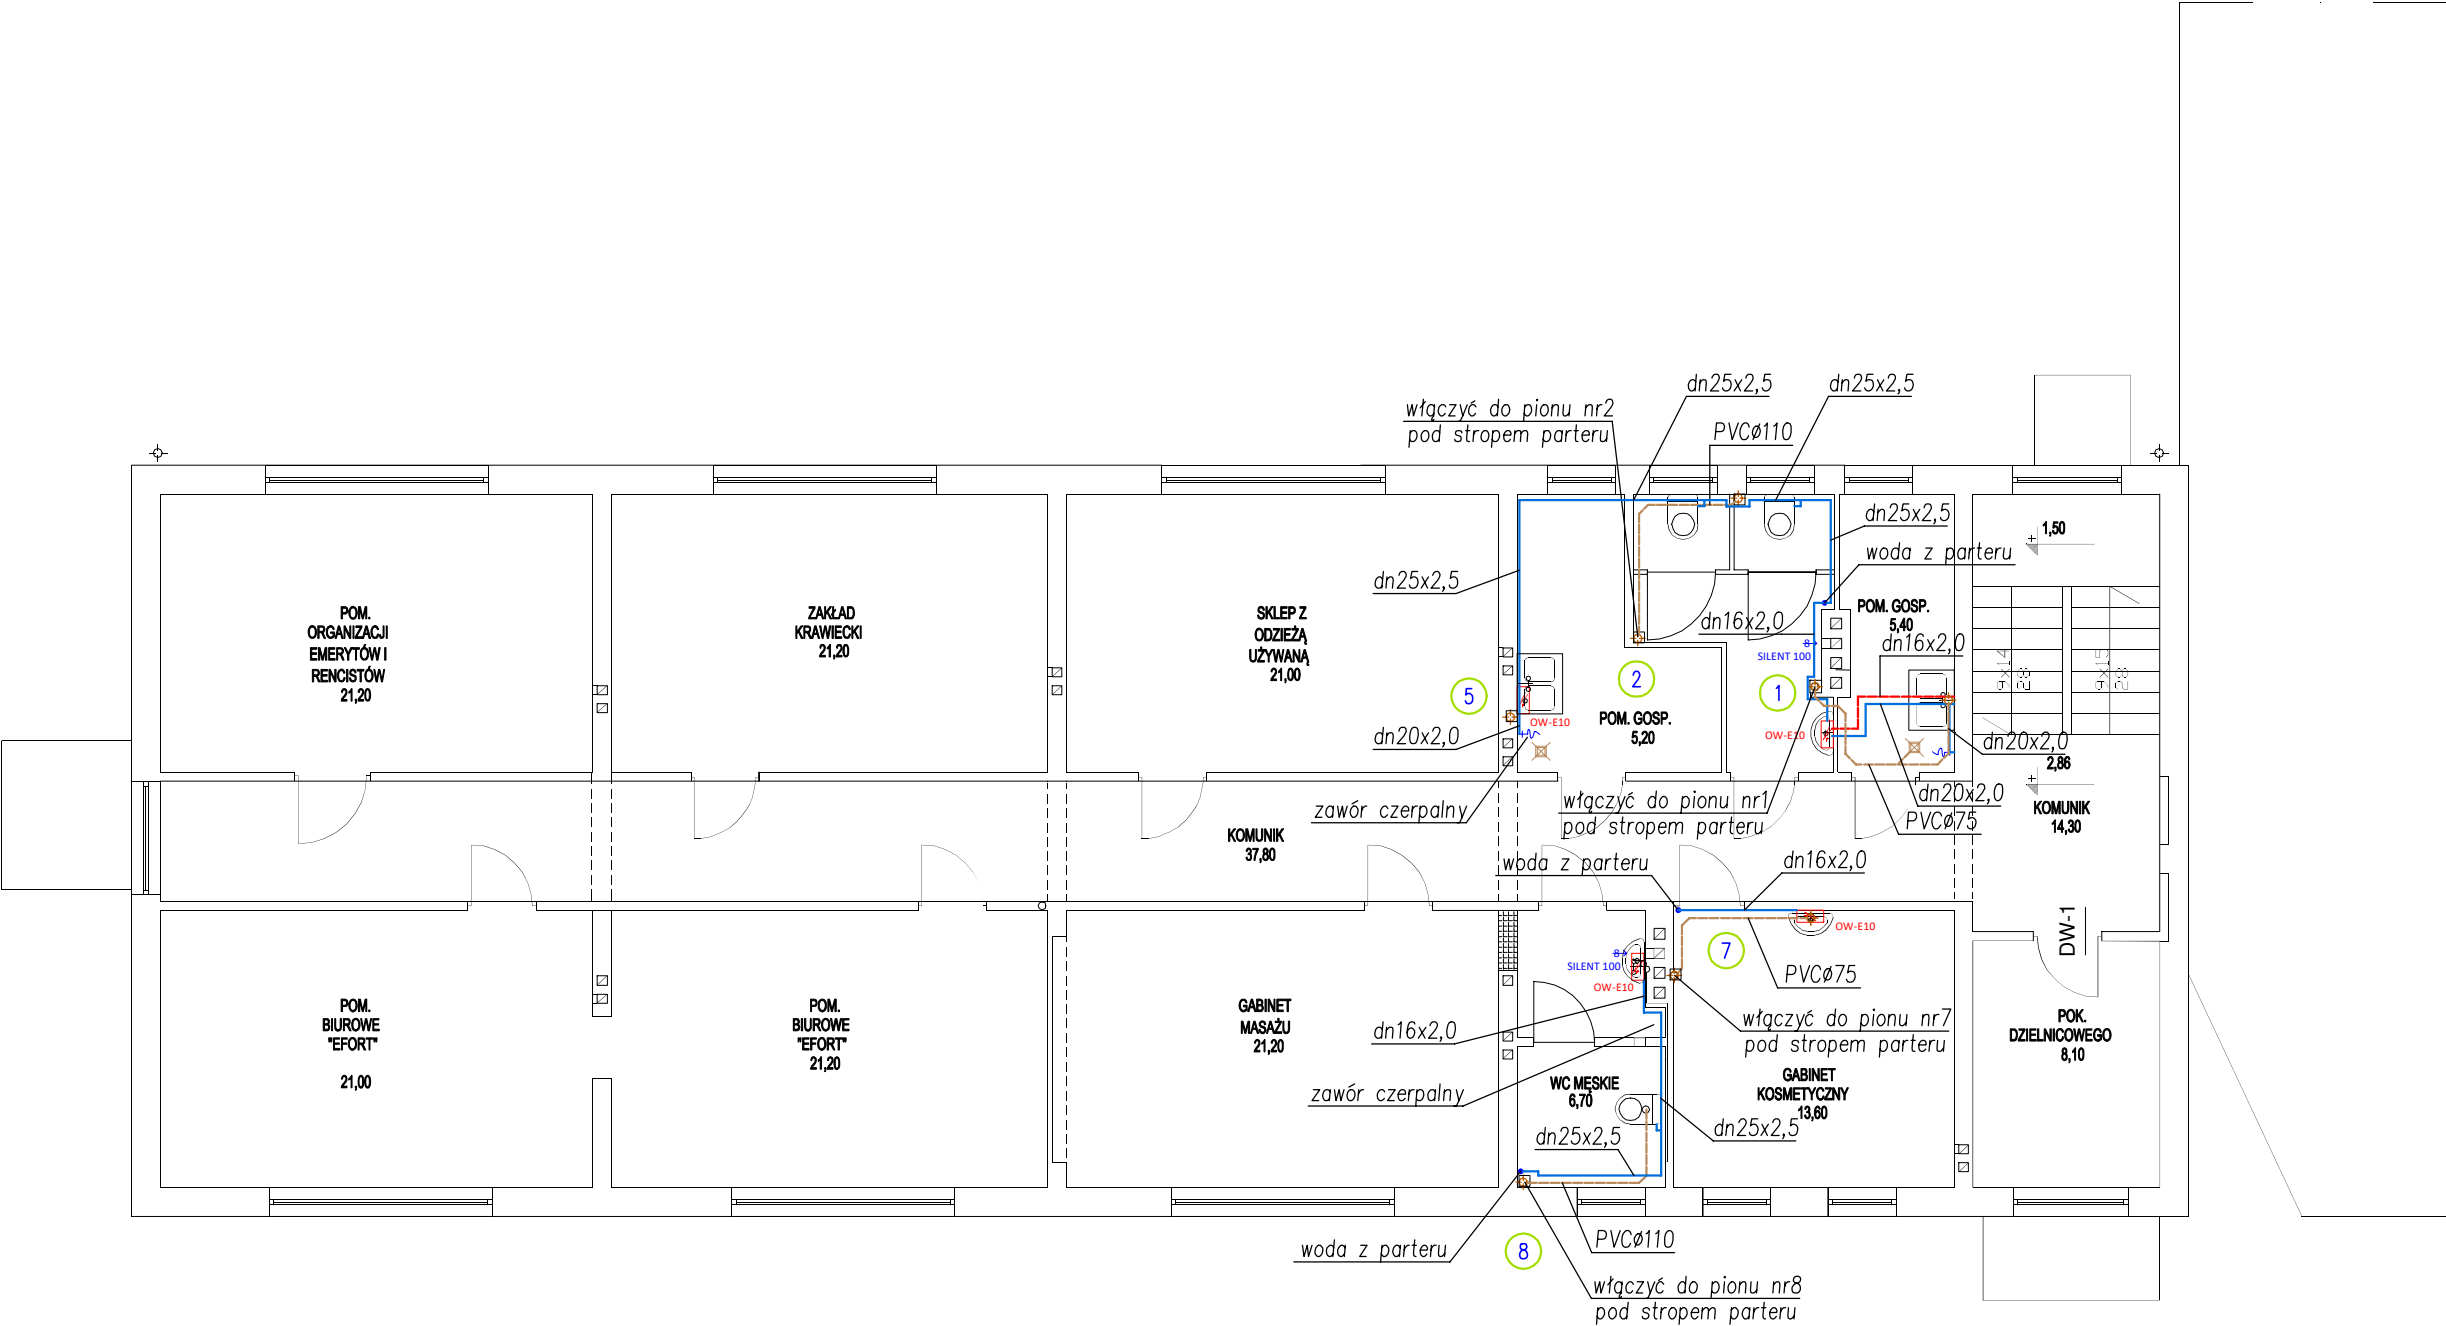 dn25x2,5
dn25x2,5
włączyć do pionu nr2
pod stropem parteru
PVCø110
dn25x2,5
woda z parteru
1,50
dn25x2,5
POM.
ORGANIZACJI
EMERYTÓW I
RENCISTÓW
21,20
ZAKŁAD
KRAWIECKI
21,20
SKLEP Z
ODZIEŻĄ
UŻYWANĄ
21,00
dn16x2,0
POM. GOSP.
5,40
dn16x2,0
SILENT 100
9x14
28
9x15
28
5
2
1
OW-E10
POM. GOSP.
5,20
OW-E10
dn20x2,0
dn20x2,0
2,86
zawór czerpalny
włączyć do pionu nr1
pod stropem parteru
dn20x2,0
PVCø75
KOMUNIK
14,30
KOMUNIK
37,80
woda z parteru
dn16x2,0
DW-1
OW-E10
7
SILENT 100
OW-E10
PVCø75
POM.
BIUROWE
"EFORT"
21,00
POM.
BIUROWE
"EFORT"
21,20
GABINET
MASAŻU
21,20
dn16x2,0
włączyć do pionu nr7
pod stropem parteru
POK.
DZIELNICOWEGO
8,10
zawór czerpalny
WC MĘSKIE
6,70
GABINET
KOSMETYCZNY
13,60
dn25x2,5
dn25x2,5
woda z parteru
8
PVCø110
włączyć do pionu nr8
pod stropem parteru